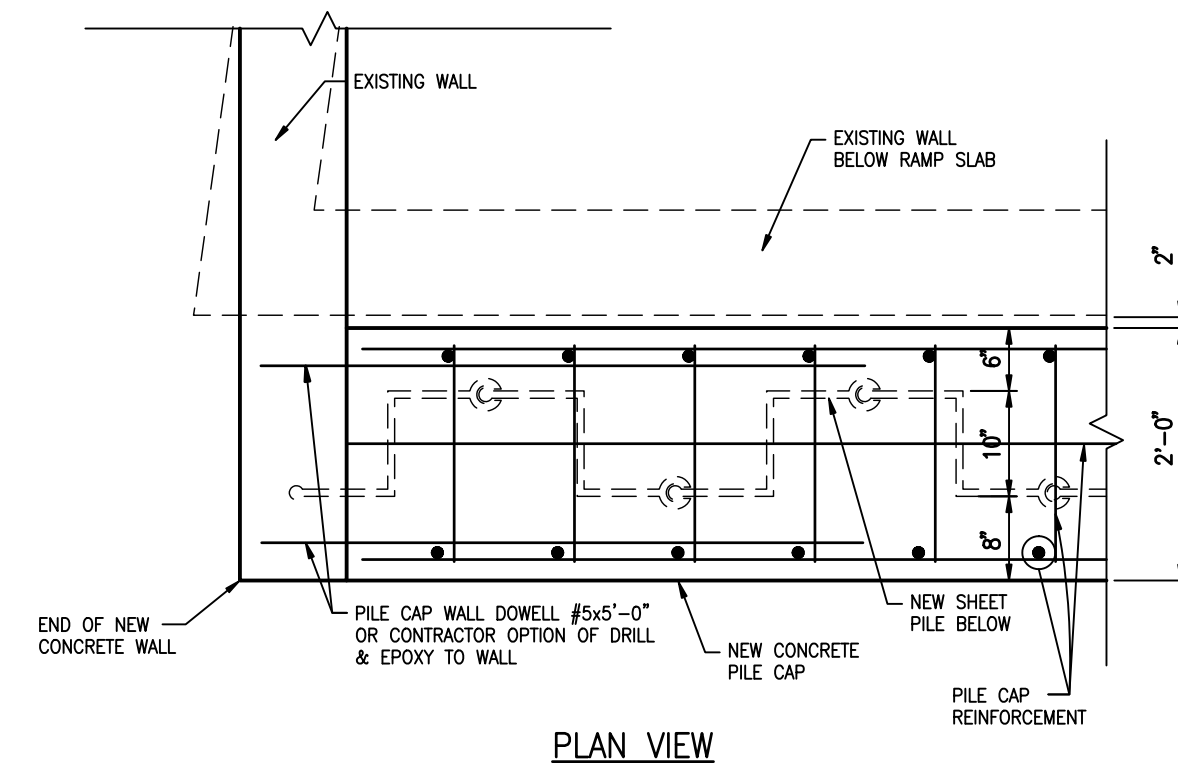 EXISTING WALL
EXISTING WALL
BELOW RAMP SLAB
2"
6"
10"
2'-0"
8"
END OF NEW
CONCRETE WALL
PILE CAP WALL DOWELL #5x5'-0"
OR CONTRACTOR OPTION OF DRILL
& EPOXY TO WALL
NEW CONCRETE
PILE CAP
NEW SHEET
PILE BELOW
PILE CAP
REINFORCEMENT
PLAN VIEW